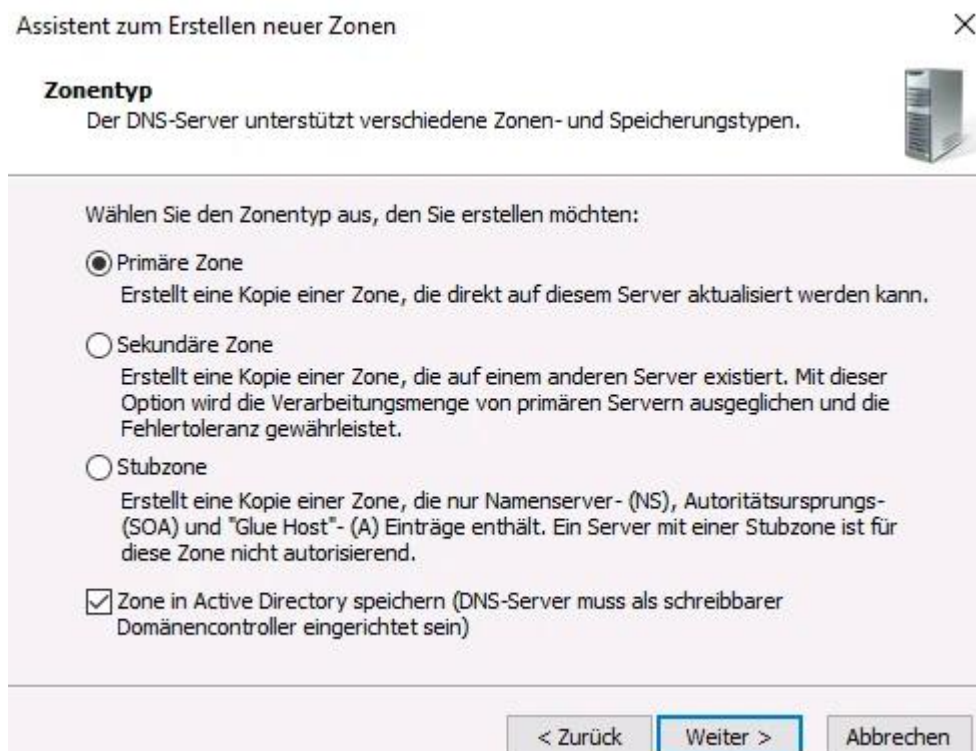 Assistent zum Erstellen neuer Zonen
Zonentyp
Der DNS-Server unterstützt verschiedene Zonen- und Speicherungstypen.
Wählen Sie den Zonentyp aus, den Sie erstellen möchten:
Primäre Zone
Erstellt eine Kopie einer Zone, die direkt auf diesem Server aktualisiert werden kann.
Sekundäre Zone
Erstellt eine Kopie einer Zone, die auf einem anderen Server existiert. Mit dieser
Option wird die Verarbeitungsmenge von primären Servern ausgeglichen und die
Fehlertoleranz gewährleistet.
Stubzone
Erstellt eine Kopie einer Zone, die nur Namenserver- (NS), Autoritätsursprungs-
(SOA) und "Glue Host"- (A) Einträge enthält. Ein Server mit einer Stubzone ist für
diese Zone nicht autorisierend.
Zone in Active Directory speichern (DNS-Server muss als schreibbarer
Domänencontroller eingerichtet sein)
< Zurück Weiter > Abbrechen